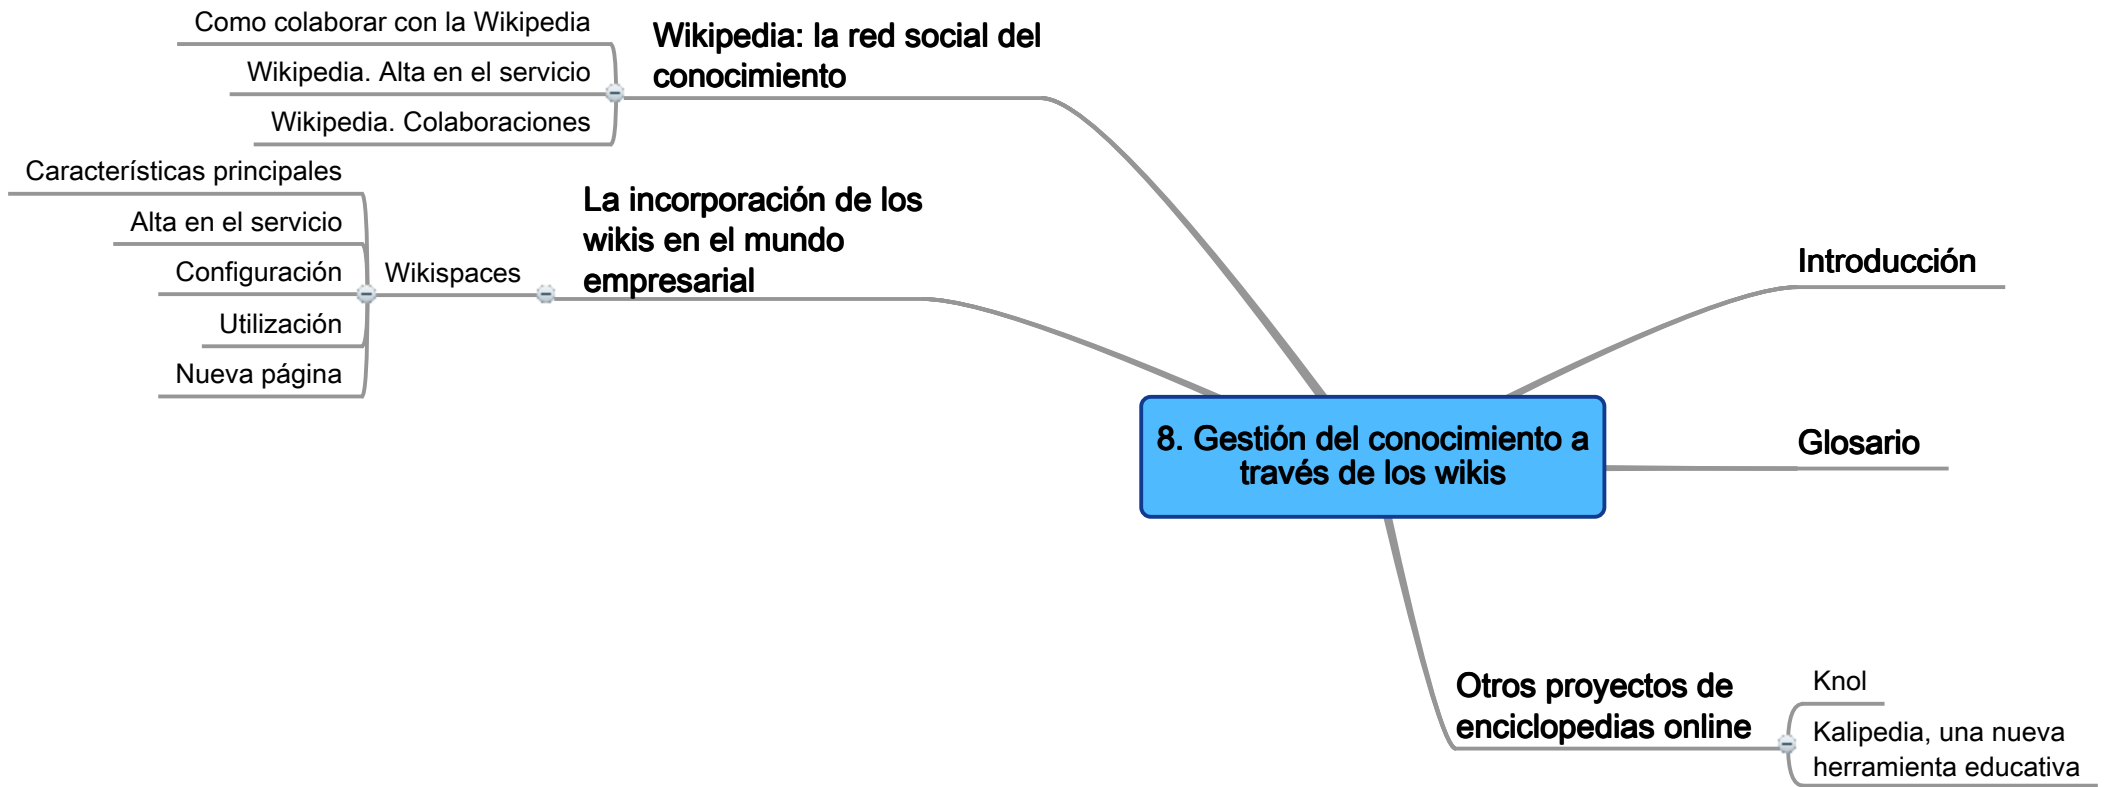 Como colaborar con la Wikipedia
Wikipedia. Alta en el servicio
Wikipedia. Colaboraciones
Wikipedia: la red social del
conocimiento
Características principales
Alta en el servicio
Configuración
Utilización
Nueva página
Wikispaces
La incorporación de los
wikis en el mundo
empresarial
8. Gestión del conocimiento a
través de los wikis
Introducción
Glosario
Otros proyectos de
enciclopedias online
Knol
Kalipedia, una nueva
herramienta educativa